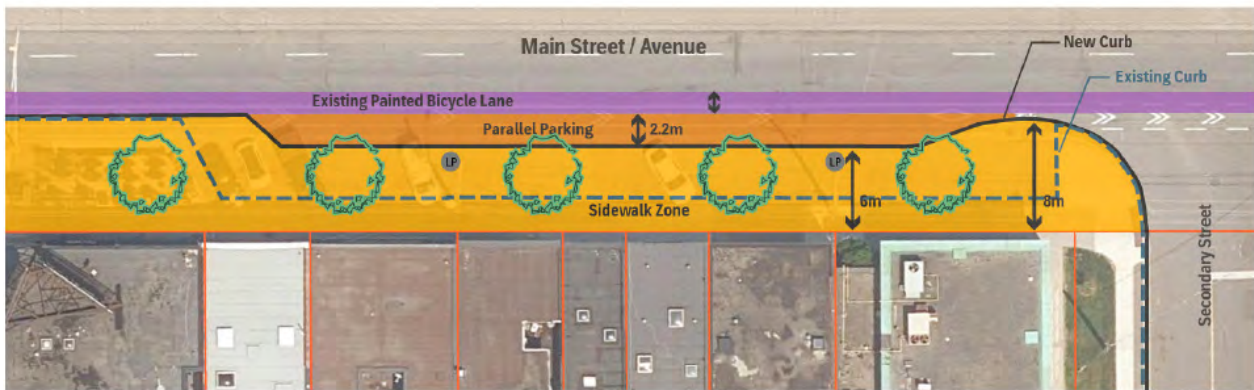 Main Street / Avenue
New Curb
Existing Curb
Existing Painted Bicycle Lane
Parallel Parking
2.2m
LP
LP
6m
8m
Sidewalk Zone
Secondary Street